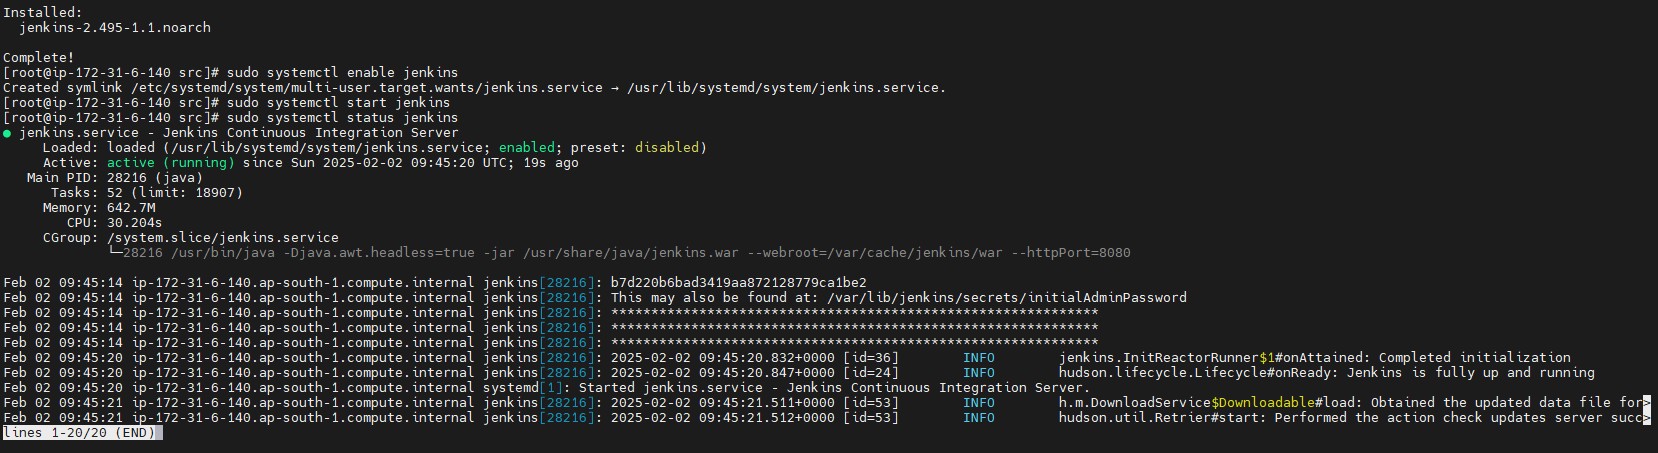 Installed:
  jenkins-2.495-1.1.noarch
Complete!
[root@ip-172-31-6-140 src]# sudo systemctl enable jenkins
Created symlink /etc/systemd/system/multi-user.target.wants/jenkins.service → /usr/lib/systemd/system/jenkins.service.
[root@ip-172-31-6-140 src]# sudo systemctl start jenkins
[root@ip-172-31-6-140 src]# sudo systemctl status jenkins
● jenkins.service - Jenkins Continuous Integration Server
     Loaded: loaded (/usr/lib/systemd/system/jenkins.service; enabled; preset: disabled)
     Active: active (running) since Sun 2025-02-02 09:45:20 UTC; 19s ago
   Main PID: 28216 (java)
      Tasks: 52 (limit: 18907)
     Memory: 642.7M
        CPU: 30.204s
     CGroup: /system.slice/jenkins.service
             └─28216 /usr/bin/java -Djava.awt.headless=true -jar /usr/share/java/jenkins.war --webroot=/var/cache/jenkins/war --httpPort=8080
Feb 02 09:45:14 ip-172-31-6-140.ap-south-1.compute.internal jenkins[28216]: b7d220b6bad3419aa872128779ca1be2
Feb 02 09:45:14 ip-172-31-6-140.ap-south-1.compute.internal jenkins[28216]: This may also be found at: /var/lib/jenkins/secrets/initialAdminPassword
Feb 02 09:45:14 ip-172-31-6-140.ap-south-1.compute.internal jenkins[28216]: *************************************************************
Feb 02 09:45:14 ip-172-31-6-140.ap-south-1.compute.internal jenkins[28216]: *************************************************************
Feb 02 09:45:14 ip-172-31-6-140.ap-south-1.compute.internal jenkins[28216]: *************************************************************
Feb 02 09:45:20 ip-172-31-6-140.ap-south-1.compute.internal jenkins[28216]: 2025-02-02 09:45:20.832+0000 [id=36]        INFO        jenkins.InitReactorRunner$1#onAttained: Completed initialization
Feb 02 09:45:20 ip-172-31-6-140.ap-south-1.compute.internal jenkins[28216]: 2025-02-02 09:45:20.847+0000 [id=24]        INFO        hudson.lifecycle.Lifecycle#onReady: Jenkins is fully up and running
Feb 02 09:45:20 ip-172-31-6-140.ap-south-1.compute.internal systemd[1]: Started jenkins.service - Jenkins Continuous Integration Server.
Feb 02 09:45:21 ip-172-31-6-140.ap-south-1.compute.internal jenkins[28216]: 2025-02-02 09:45:21.511+0000 [id=53]        INFO        h.m.DownloadService$Downloadable#load: Obtained the updated data file for>
Feb 02 09:45:21 ip-172-31-6-140.ap-south-1.compute.internal jenkins[28216]: 2025-02-02 09:45:21.512+0000 [id=53]        INFO        hudson.util.Retrier#start: Performed the action check updates server succ>
lines 1-20/20 (END)